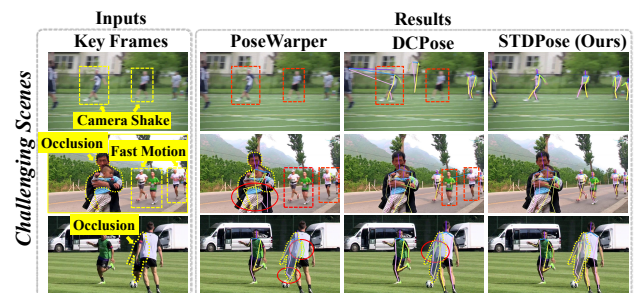 Inputs
Results
Key Frames
PoseWarper
DCPose
STDPose (Ours)
Challenging Scenes
Camera Shake
Occlusion
Fast Motion
Occlusion